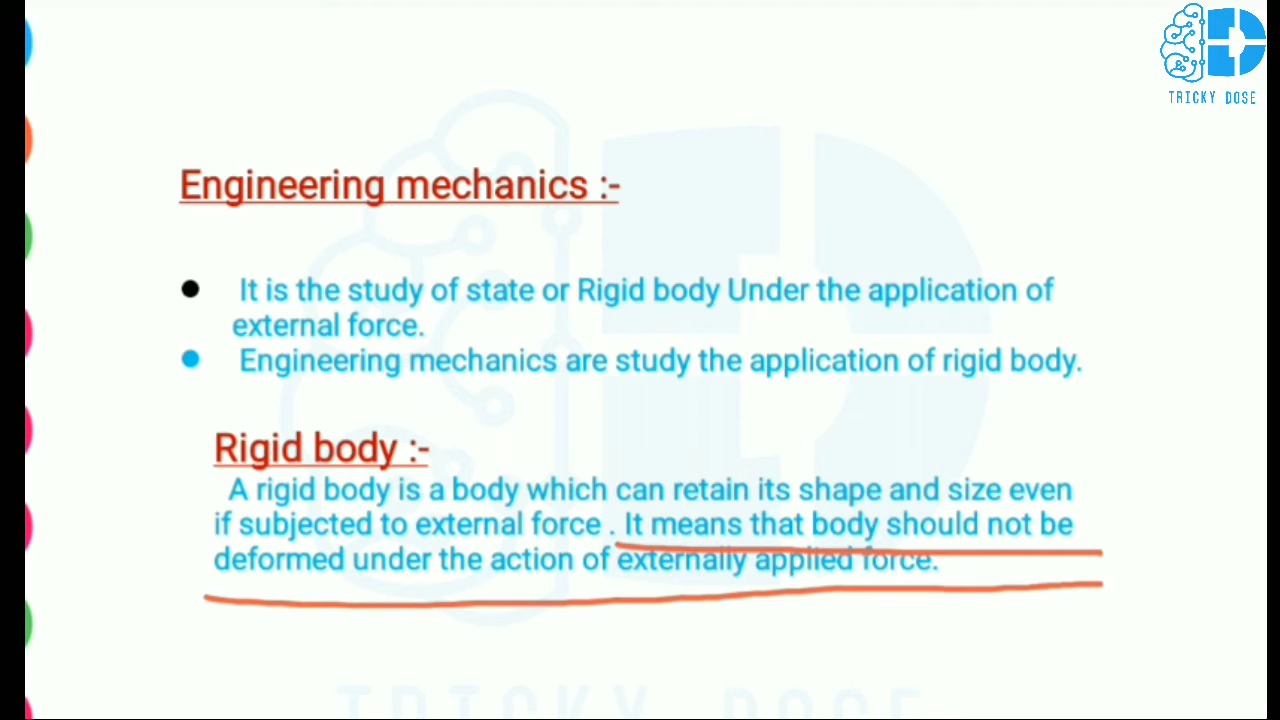 TRICKY DOSE
Engineering mechanics :-
● It is the study of state or Rigid body Under the application of
external force.
● Engineering mechanics are study the application of rigid body.
Rigid body :-
A rigid body is a body which can retain its shape and size even
if subjected to external force . It means that body should not be
deformed under the action of externally applied force.
TRICKY DOSE